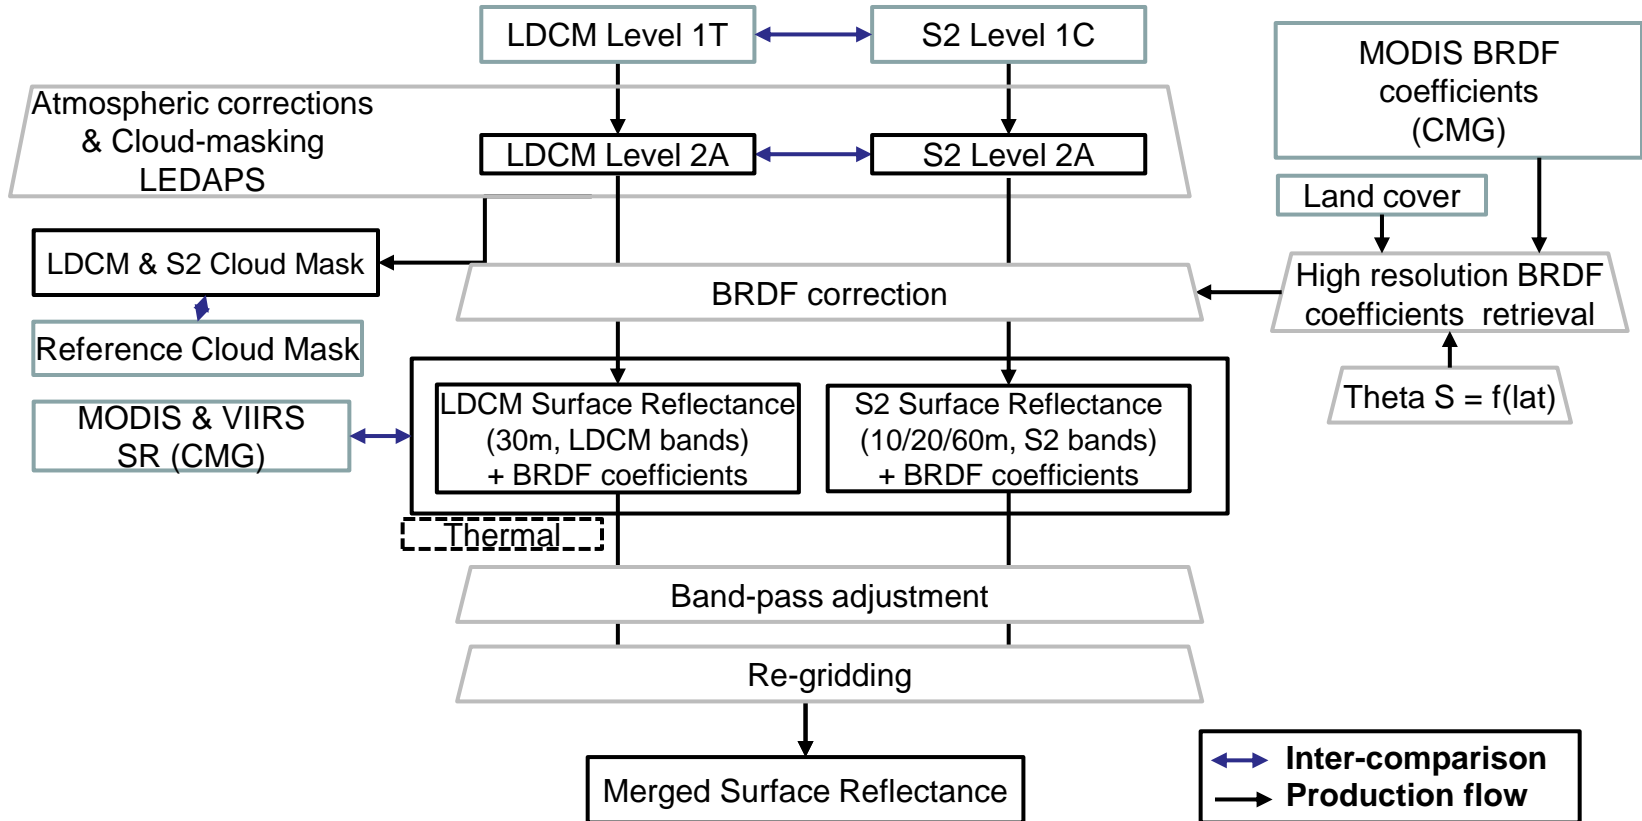 LDCM Level 1T
S2 Level 1C
MODIS BRDF
coefficients
(CMG)
Atmospheric corrections
& Cloud-masking
LEDAPS
LDCM Level 2A
S2 Level 2A
Land cover
LDCM & S2 Cloud Mask
BRDF correction
High resolution BRDF
coefficients retrieval
Reference Cloud Mask
Theta S = f(lat)
MODIS & VIIRS
SR (CMG)
LDCM Surface Reflectance
(30m, LDCM bands)
+ BRDF coefficients
S2 Surface Reflectance
(10/20/60m, S2 bands)
+ BRDF coefficients
Thermal
Band-pass adjustment
Re-gridding
Merged Surface Reflectance
Inter-comparison
Production flow